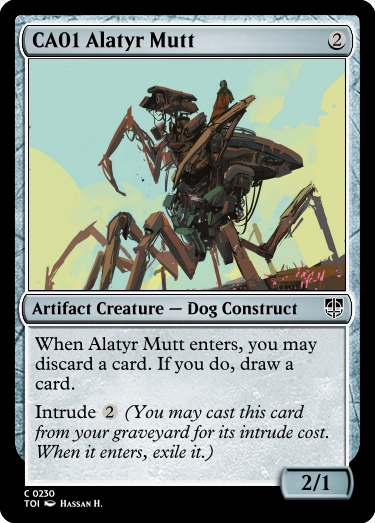 CA01 Alatyr Mutt 2
Artifact Creature — Dog Construct
When Alatyr Mutt enters, you may
discard a card. If you do, draw a
card.
Intrude 2 (You may cast this card
from your graveyard for its intrude cost.
When it enters, exile it.)
2/1
C 0230
TOI Hassan H.